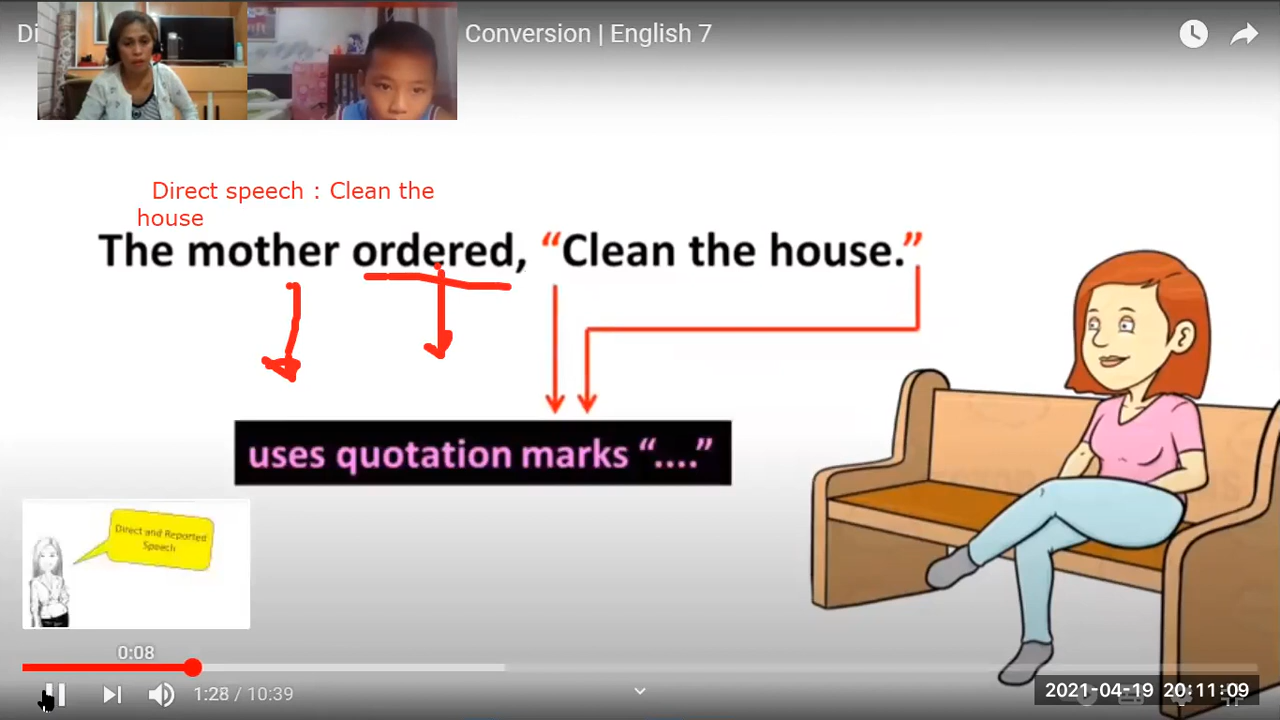 Di
Conversion | English 7
Direct speech : Clean the
house
The mother ordered, “Clean the house.”
uses quotation marks “....”
Direct and Reported
Speech
0:08
1:28 / 10:39
2021-04-19 20:11:09